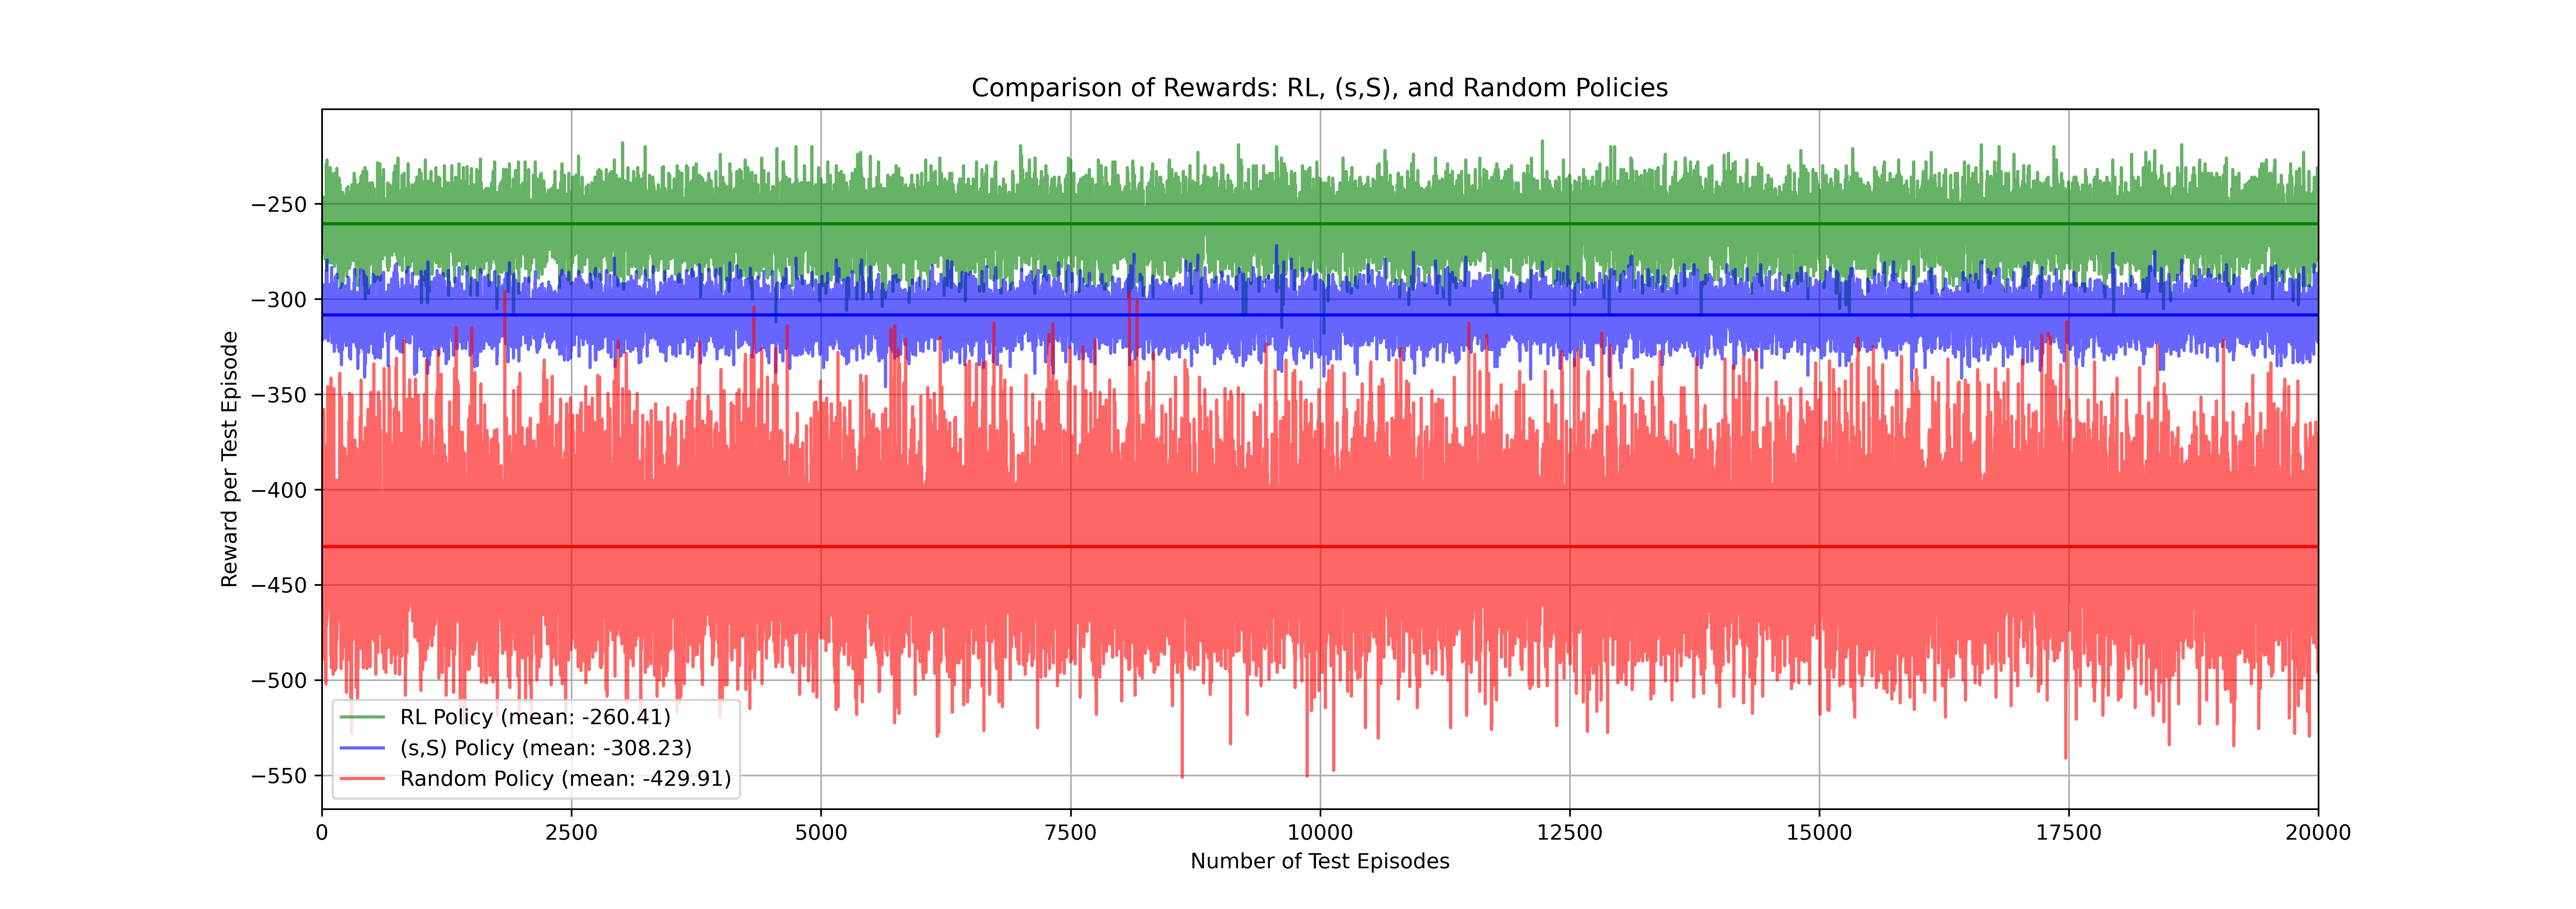 Comparison of Rewards: RL, (s,S), and Random Policies
Reward per Test Episode
−250
−300
−350
−400
−450
−500
−550
RL Policy (mean: -260.41)
(s,S) Policy (mean: -308.23)
Random Policy (mean: -429.91)
0 2500 5000 7500 10000 12500 15000 17500 20000
Number of Test Episodes